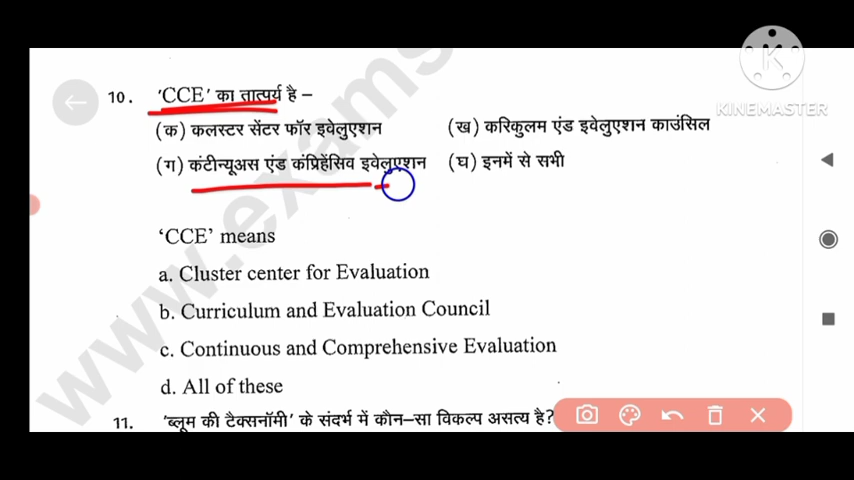 KINEMASTER
10. 'CCE' का तात्पर्य है –
(क) कलस्टर सेंटर फॉर इवेलुएशन (ख) करिकुलम एंड इवेलुएशन काउंसिल
(ग) कंटीन्यूअस एंड कंप्रिहेंसिव इवेलुएशन (घ) इनमें से सभी
‘CCE’ means
a. Cluster center for Evaluation
b. Curriculum and Evaluation Council
c. Continuous and Comprehensive Evaluation
d. All of these
11. 'ब्लूम की टैक्सनॉमी' के संदर्भ में कौन–सा विकल्प असत्य है?
www.exams